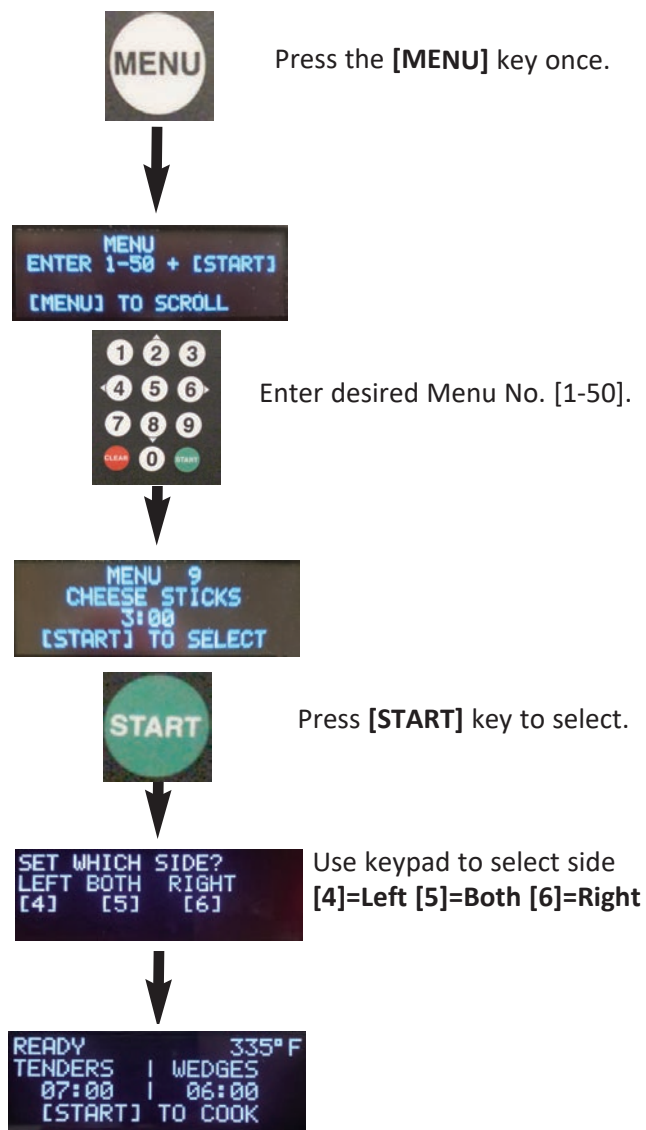 MENU
Press the [MENU] key once.
MENU
ENTER 1-50 + [START]
[MENU] TO SCROLL
1 2 3
4 5 6
7 8 9
CLEAR 0 START
Enter desired Menu No. [1-50].
MENU 9
CHEESE STICKS
3:00
[START] TO SELECT
START
Press [START] key to select.
SET WHICH SIDE?
LEFT BOTH RIGHT
[4] [5] [6]
Use keypad to select side
[4]=Left [5]=Both [6]=Right
READY 335°F
TENDERS | WEDGES
07:00 | 06:00
[START] TO COOK